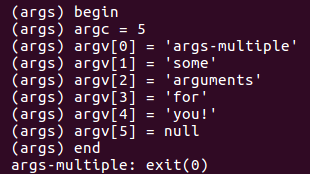 (args) begin
(args) argc = 5
(args) argv[0] = 'args-multiple'
(args) argv[1] = 'some'
(args) argv[2] = 'arguments'
(args) argv[3] = 'for'
(args) argv[4] = 'you!'
(args) argv[5] = null
(args) end
args-multiple: exit(0)